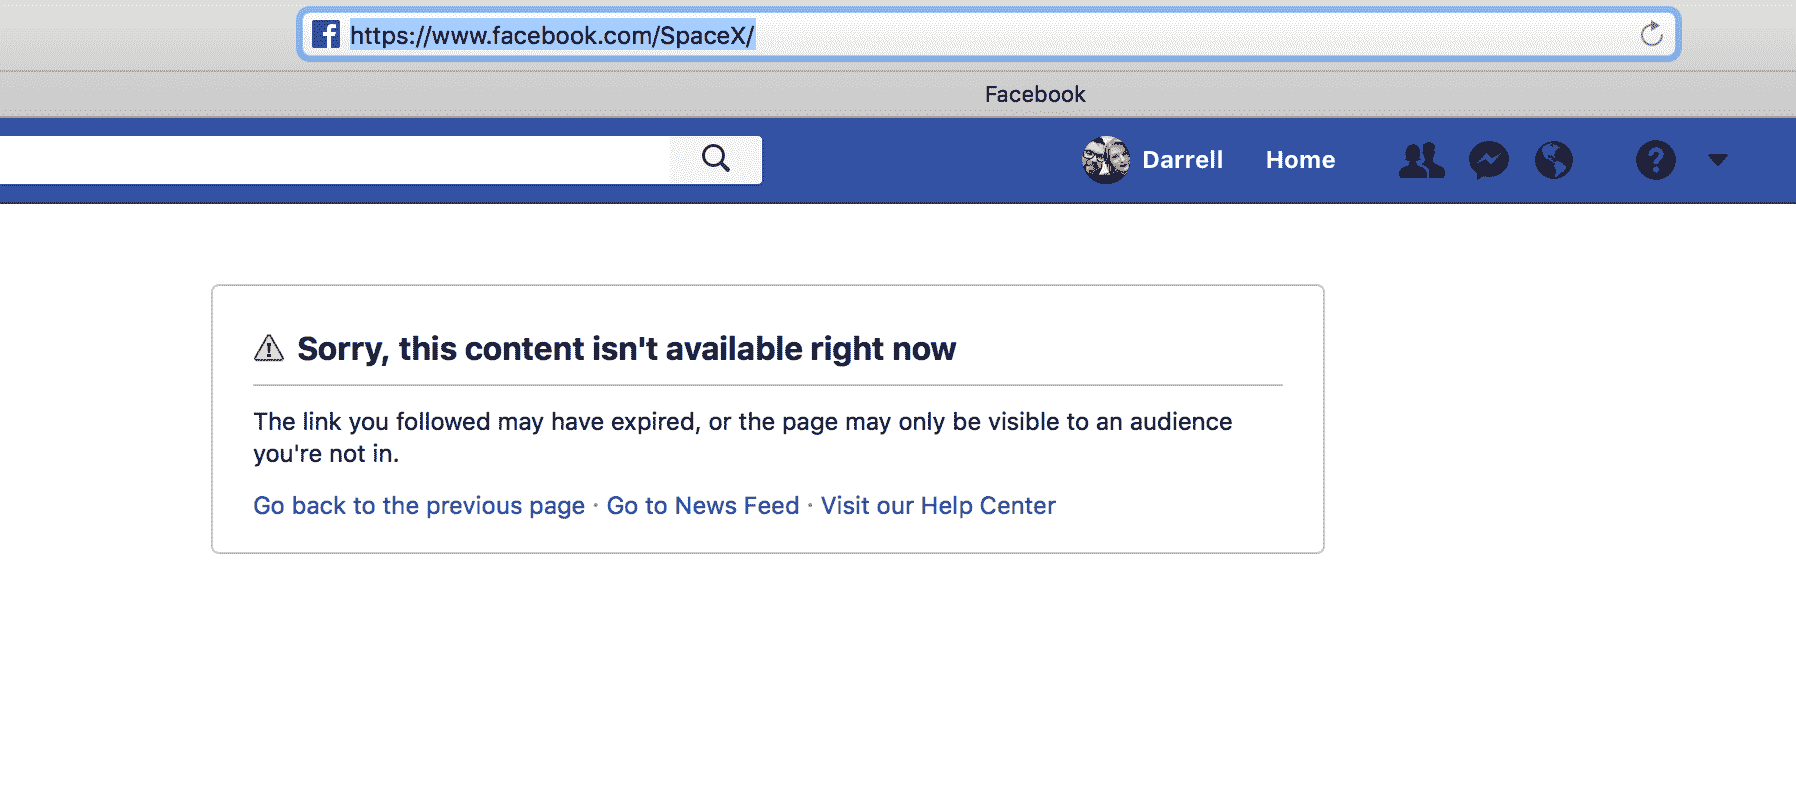 https://www.facebook.com/SpaceX/
Facebook
Darrell Home
Sorry, this content isn't available right now
The link you followed may have expired, or the page may only be visible to an audience
you're not in.
Go back to the previous page · Go to News Feed · Visit our Help Center